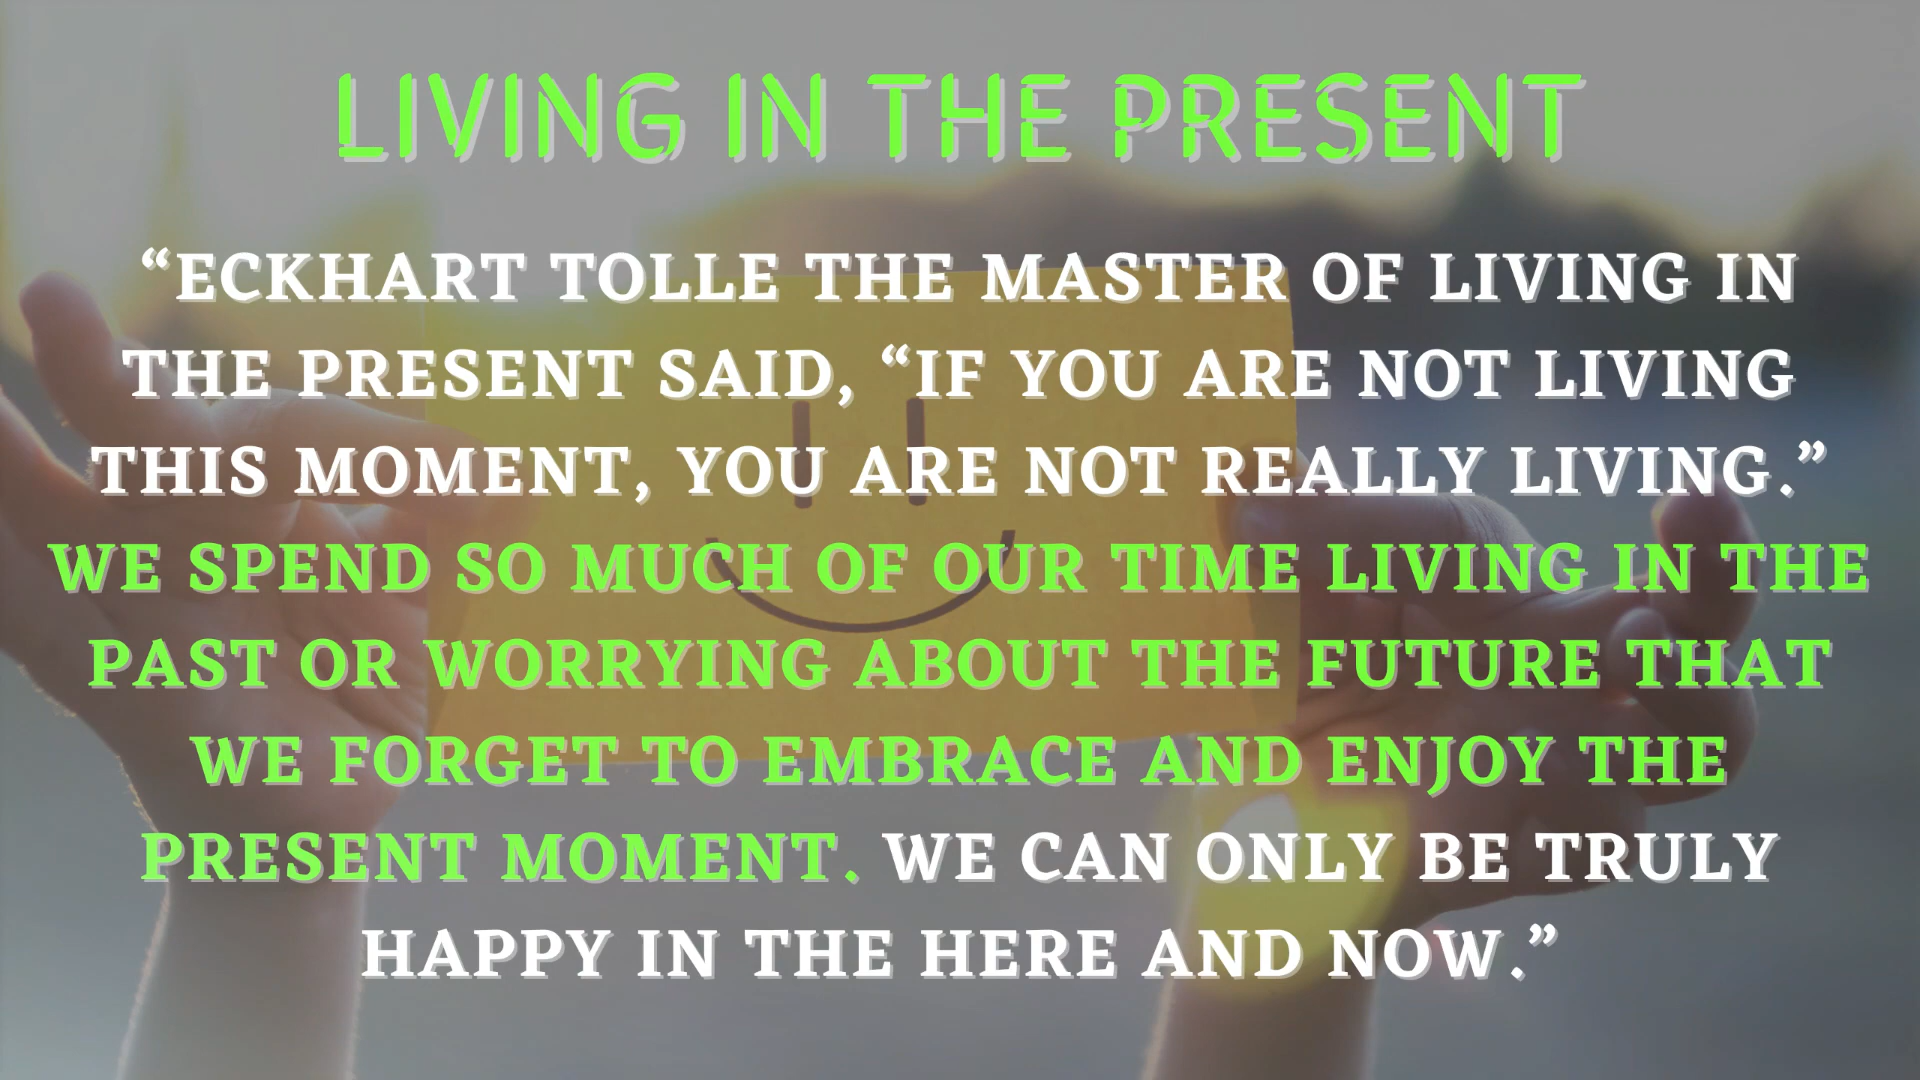 LIVING IN THE PRESENT
“ECKHART TOLLE THE MASTER OF LIVING IN
THE PRESENT SAID, “IF YOU ARE NOT LIVING
THIS MOMENT, YOU ARE NOT REALLY LIVING.”
WE SPEND SO MUCH OF OUR TIME LIVING IN THE
PAST OR WORRYING ABOUT THE FUTURE THAT
WE FORGET TO EMBRACE AND ENJOY THE
PRESENT MOMENT. WE CAN ONLY BE TRULY
HAPPY IN THE HERE AND NOW.”